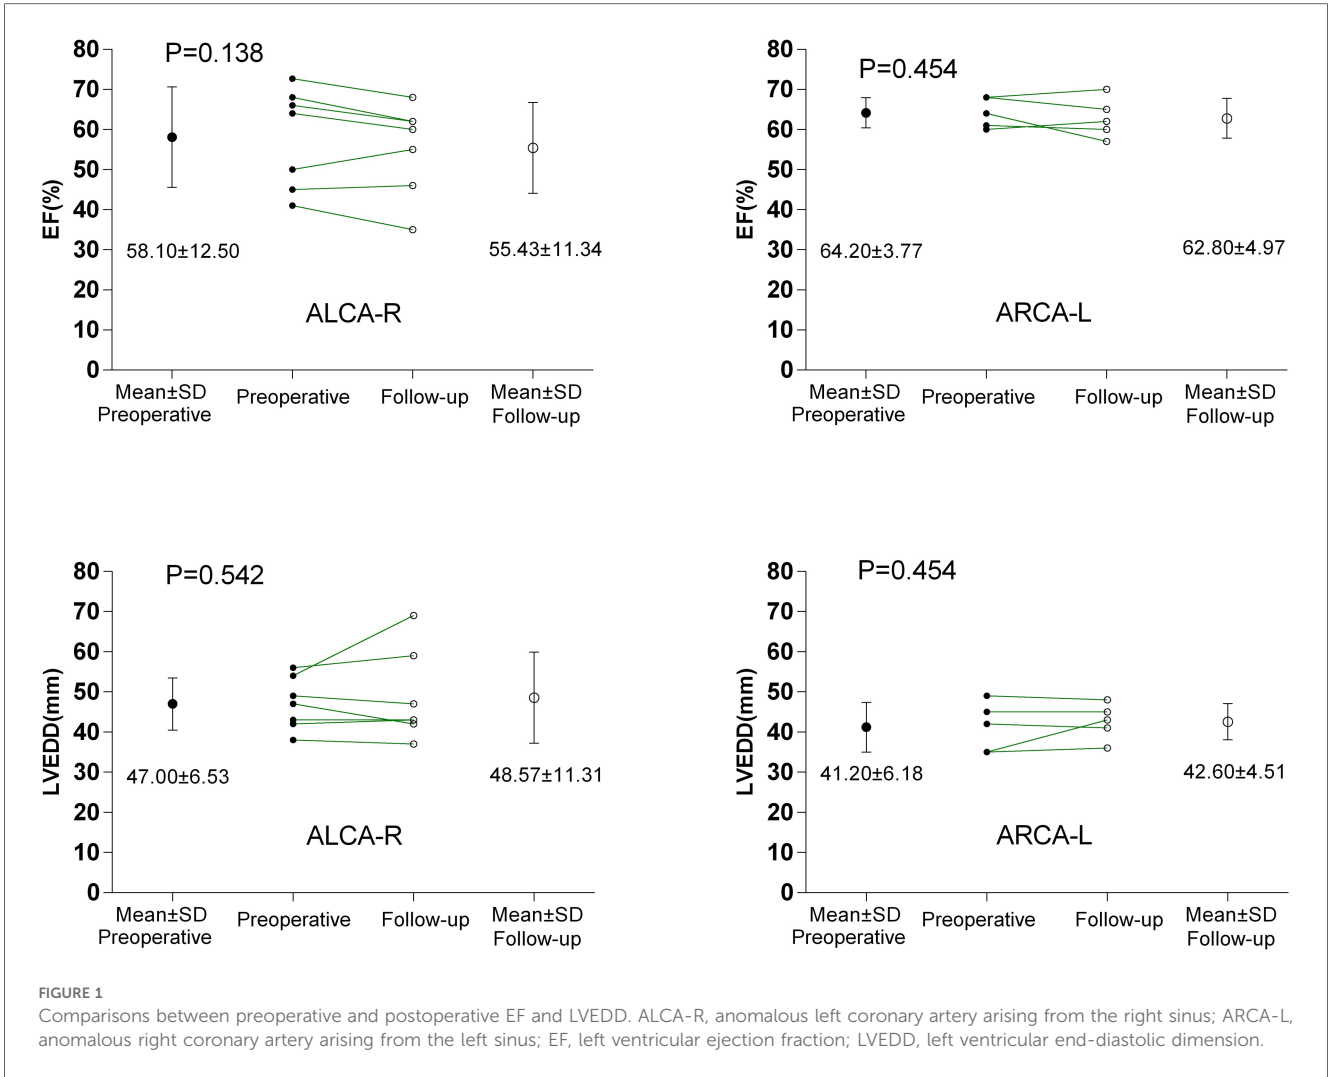 P=0.138
80
70
60
50
40
30
20
10
0
EF(%)
58.10±12.50
55.43±11.34
ALCA-R
Mean±SD
Preoperative
Preoperative
Follow-up
Mean±SD
Follow-up
P=0.454
80
70
60
50
40
30
20
10
0
EF(%)
64.20±3.77
62.80±4.97
ARCA-L
Mean±SD
Preoperative
Preoperative
Follow-up
Mean±SD
Follow-up
P=0.542
80
70
60
50
40
30
20
10
0
LVEDD(mm)
47.00±6.53
48.57±11.31
ALCA-R
Mean±SD
Preoperative
Preoperative
Follow-up
Mean±SD
Follow-up
P=0.454
80
70
60
50
40
30
20
10
0
LVEDD(mm)
41.20±6.18
42.60±4.51
ARCA-L
Mean±SD
Preoperative
Preoperative
Follow-up
Mean±SD
Follow-up
FIGURE 1
Comparisons between preoperative and postoperative EF and LVEDD. ALCA-R, anomalous left coronary artery arising from the right sinus; ARCA-L,
anomalous right coronary artery arising from the left sinus; EF, left ventricular ejection fraction; LVEDD, left ventricular end-diastolic dimension.